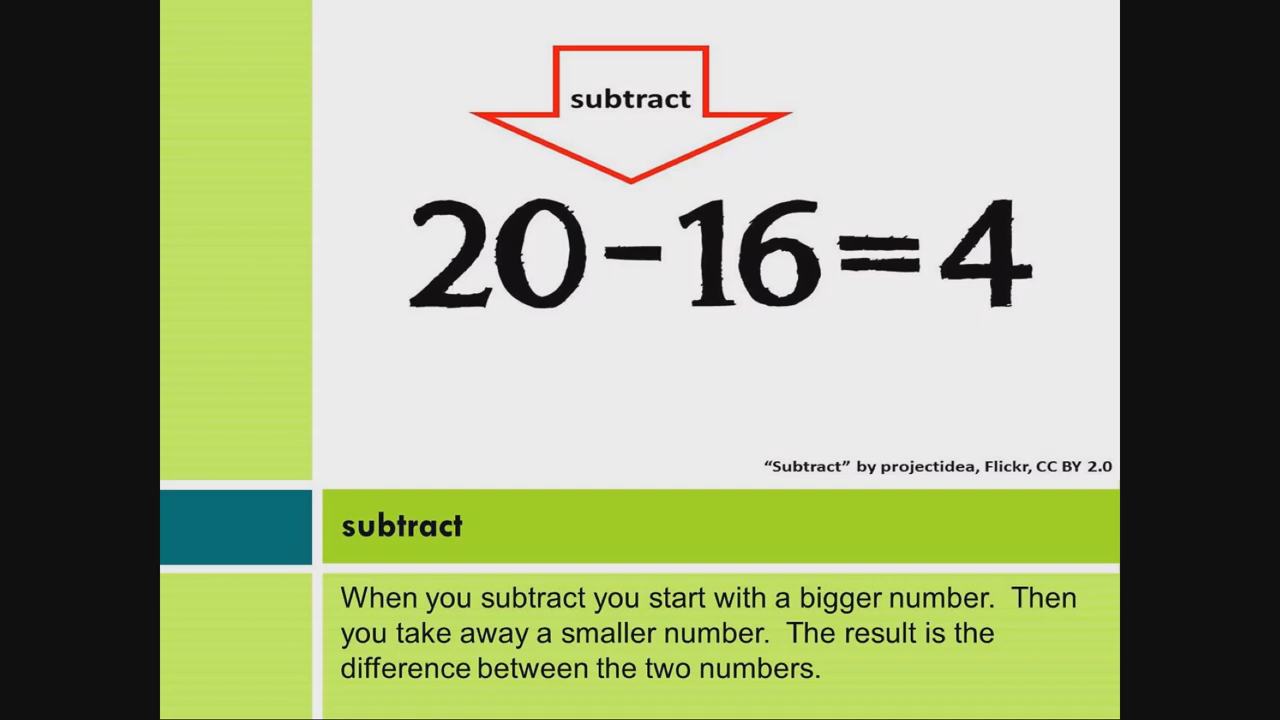 subtract
20-16=4
“Subtract” by projectidea, Flickr, CC BY 2.0
subtract
When you subtract you start with a bigger number.  Then
you take away a smaller number.  The result is the
difference between the two numbers.